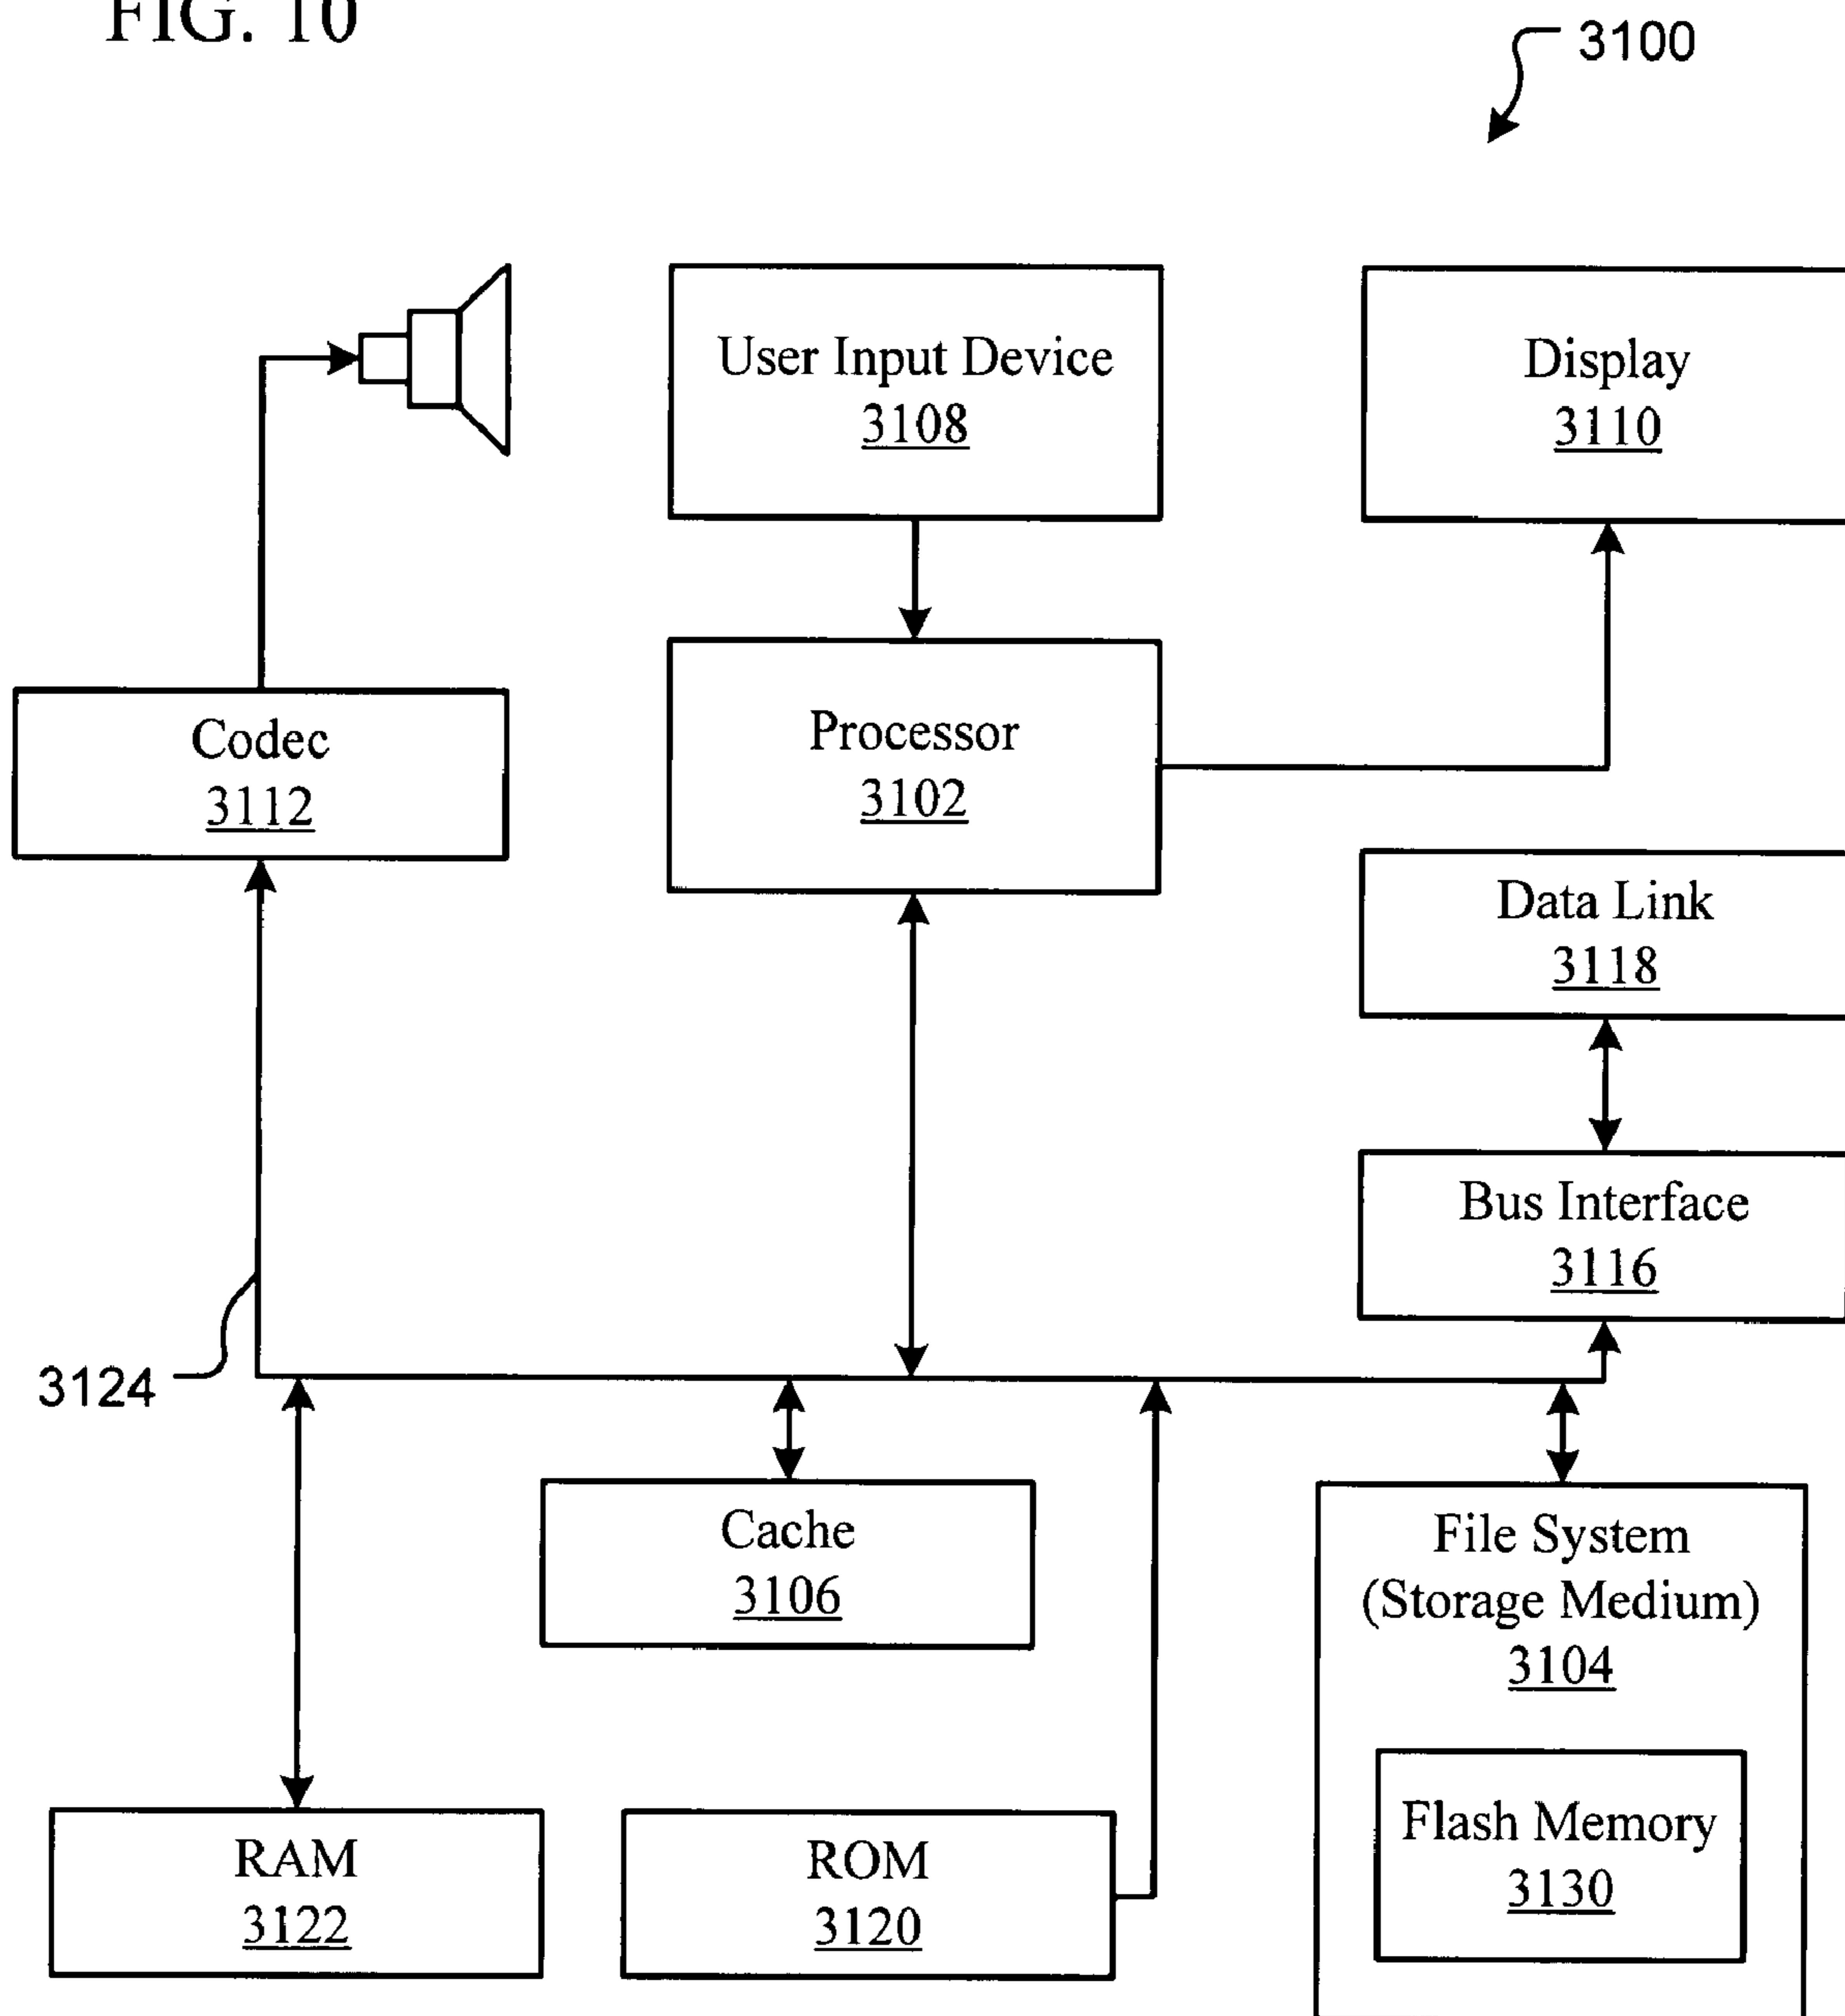 FIG. 10
3100
User Input Device
3108
Display
3110
Codec
3112
Processor
3102
Data Link
3118
Bus Interface
3116
3124
Cache
3106
File System
(Storage Medium)
3104
Flash Memory
3130
RAM
3122
ROM
3120